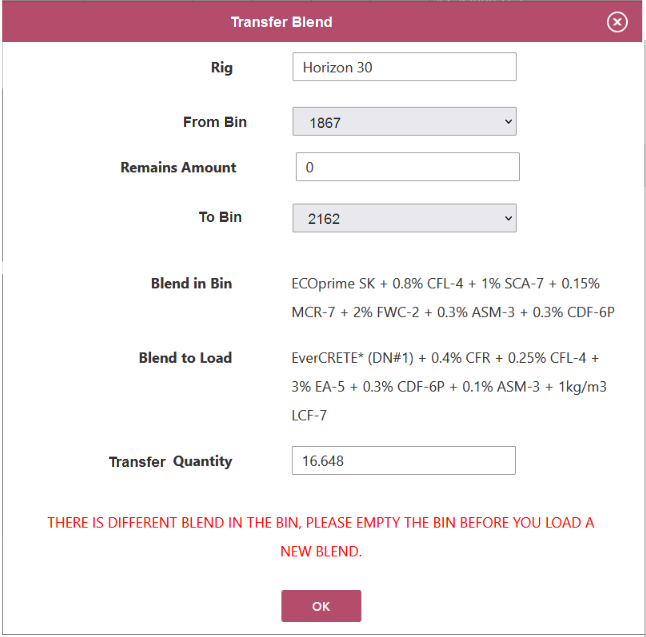 Transfer Blend
Rig Horizon 30
From Bin 1867
Remains Amount 0
To Bin 2162
Blend in Bin ECOprime SK + 0.8% CFL-4 + 1% SCA-7 + 0.15%
MCR-7 + 2% FWC-2 + 0.3% ASM-3 + 0.3% CDF-6P
Blend to Load EverCRETE* (DN#1) + 0.4% CFR + 0.25% CFL-4 +
3% EA-5 + 0.3% CDF-6P + 0.1% ASM-3 + 1kg/m3
LCF-7
Transfer Quantity 16.648
THERE IS DIFFERENT BLEND IN THE BIN, PLEASE EMPTY THE BIN BEFORE YOU LOAD A
NEW BLEND.
OK